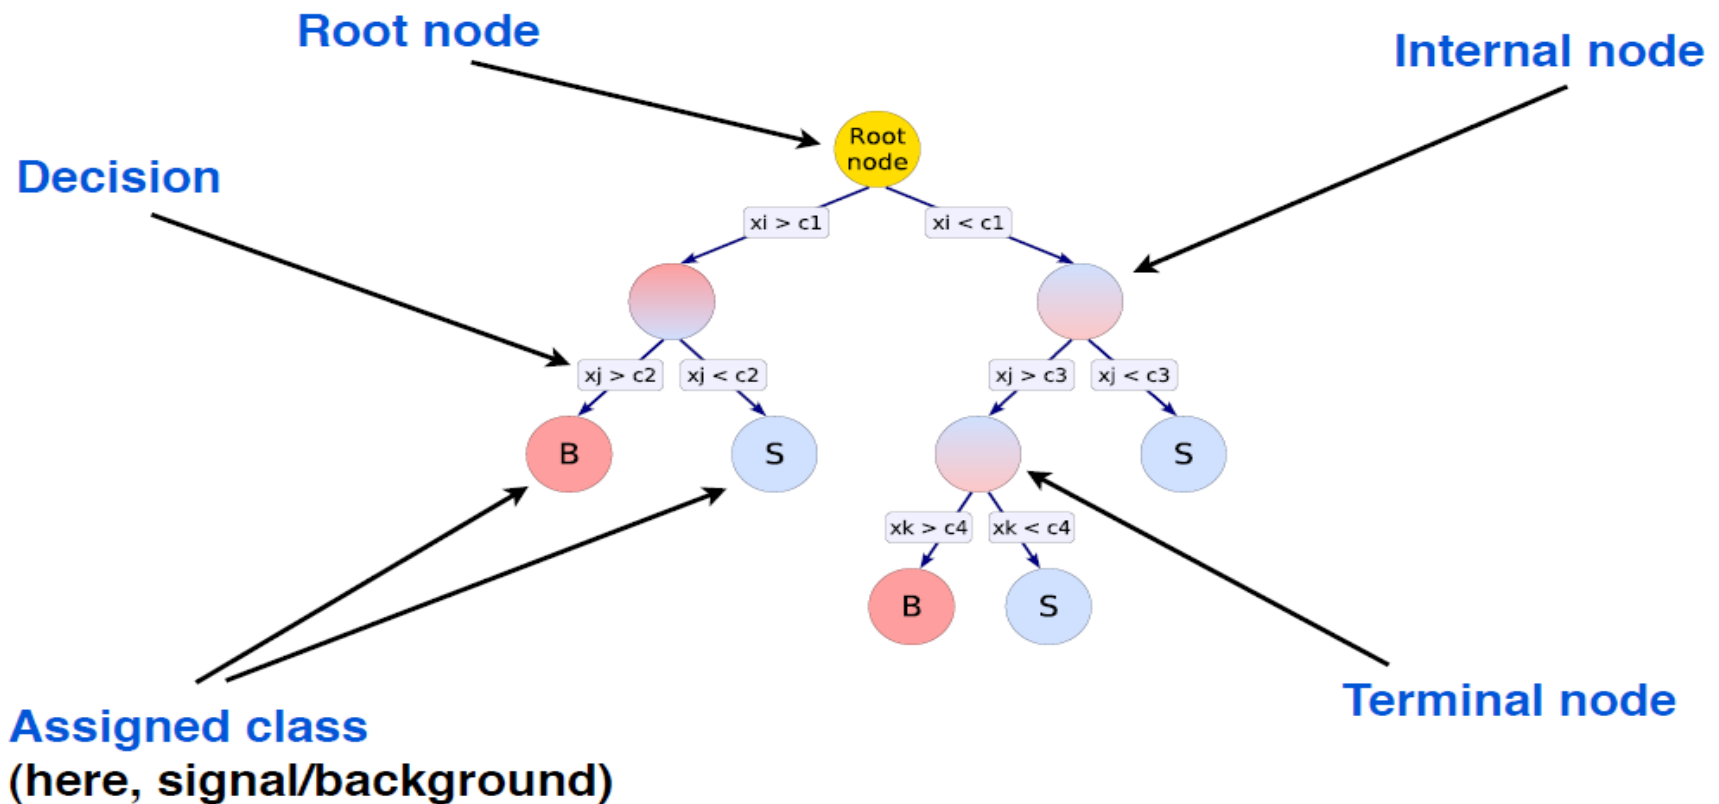 Root node
Internal node
Root
node
Decision
xi > c1
xi < c1
xj > c2
xj < c2
xj > c3
xj < c3
B
S
S
xk > c4
xk < c4
B
S
Terminal node
Assigned class
(here, signal/background)